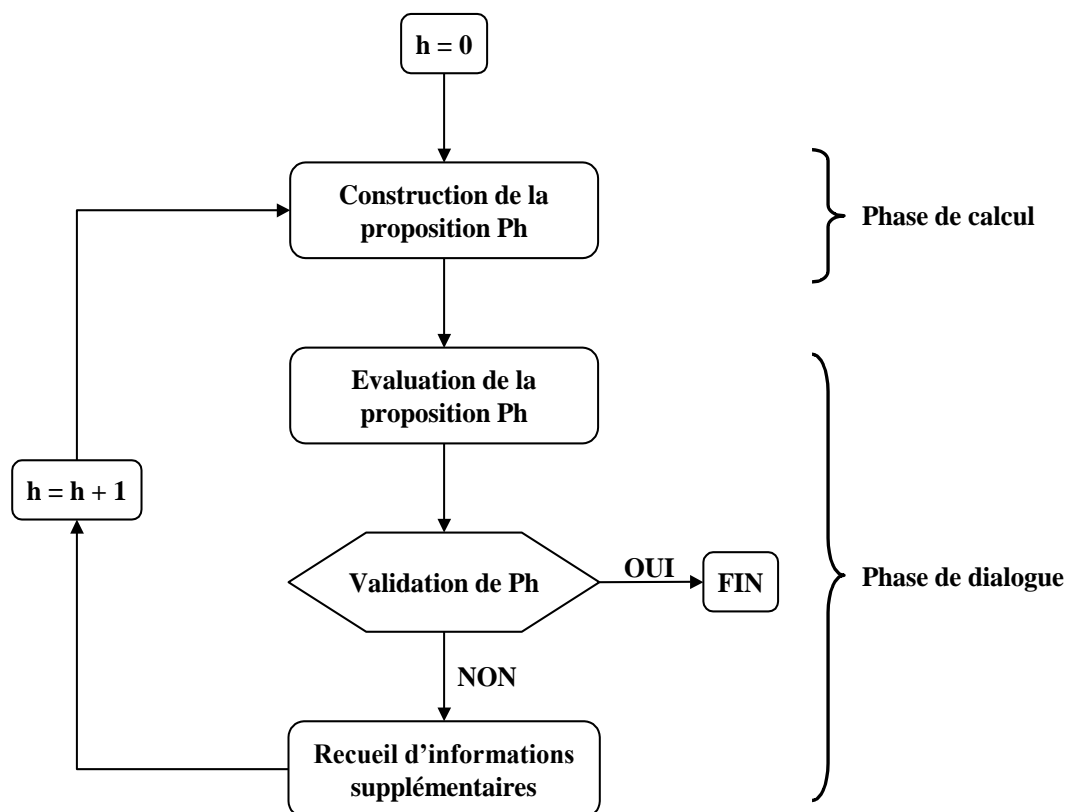 h = 0
Construction de la
proposition Ph
Phase de calcul
Evaluation de la
proposition Ph
h = h + 1
Validation de Ph
OUI
FIN
Phase de dialogue
NON
Recueil d’informations
supplémentaires